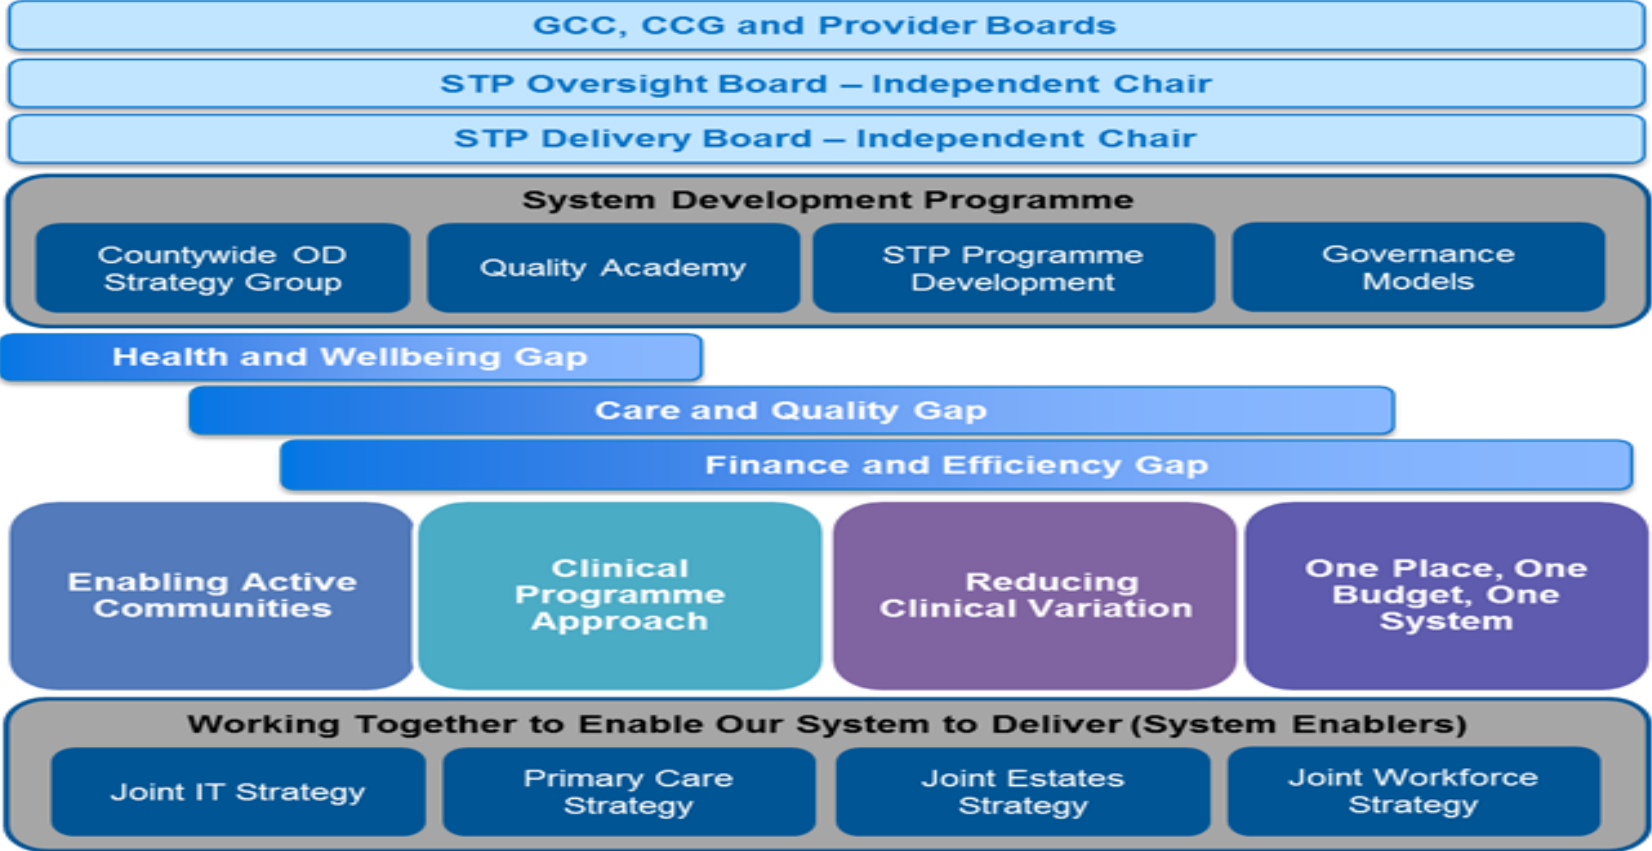 GCC, CCG and Provider Boards
STP Oversight Board – Independent Chair
STP Delivery Board – Independent Chair
System Development Programme
Countywide OD
Strategy Group
Quality Academy
STP Programme
Development
Governance
Models
Health and Wellbeing Gap
Care and Quality Gap
Finance and Efficiency Gap
Enabling Active
Communities
Clinical
Programme
Approach
Reducing
Clinical Variation
One Place, One
Budget, One
System
Working Together to Enable Our System to Deliver (System Enablers)
Joint IT Strategy
Primary Care
Strategy
Joint Estates
Strategy
Joint Workforce
Strategy